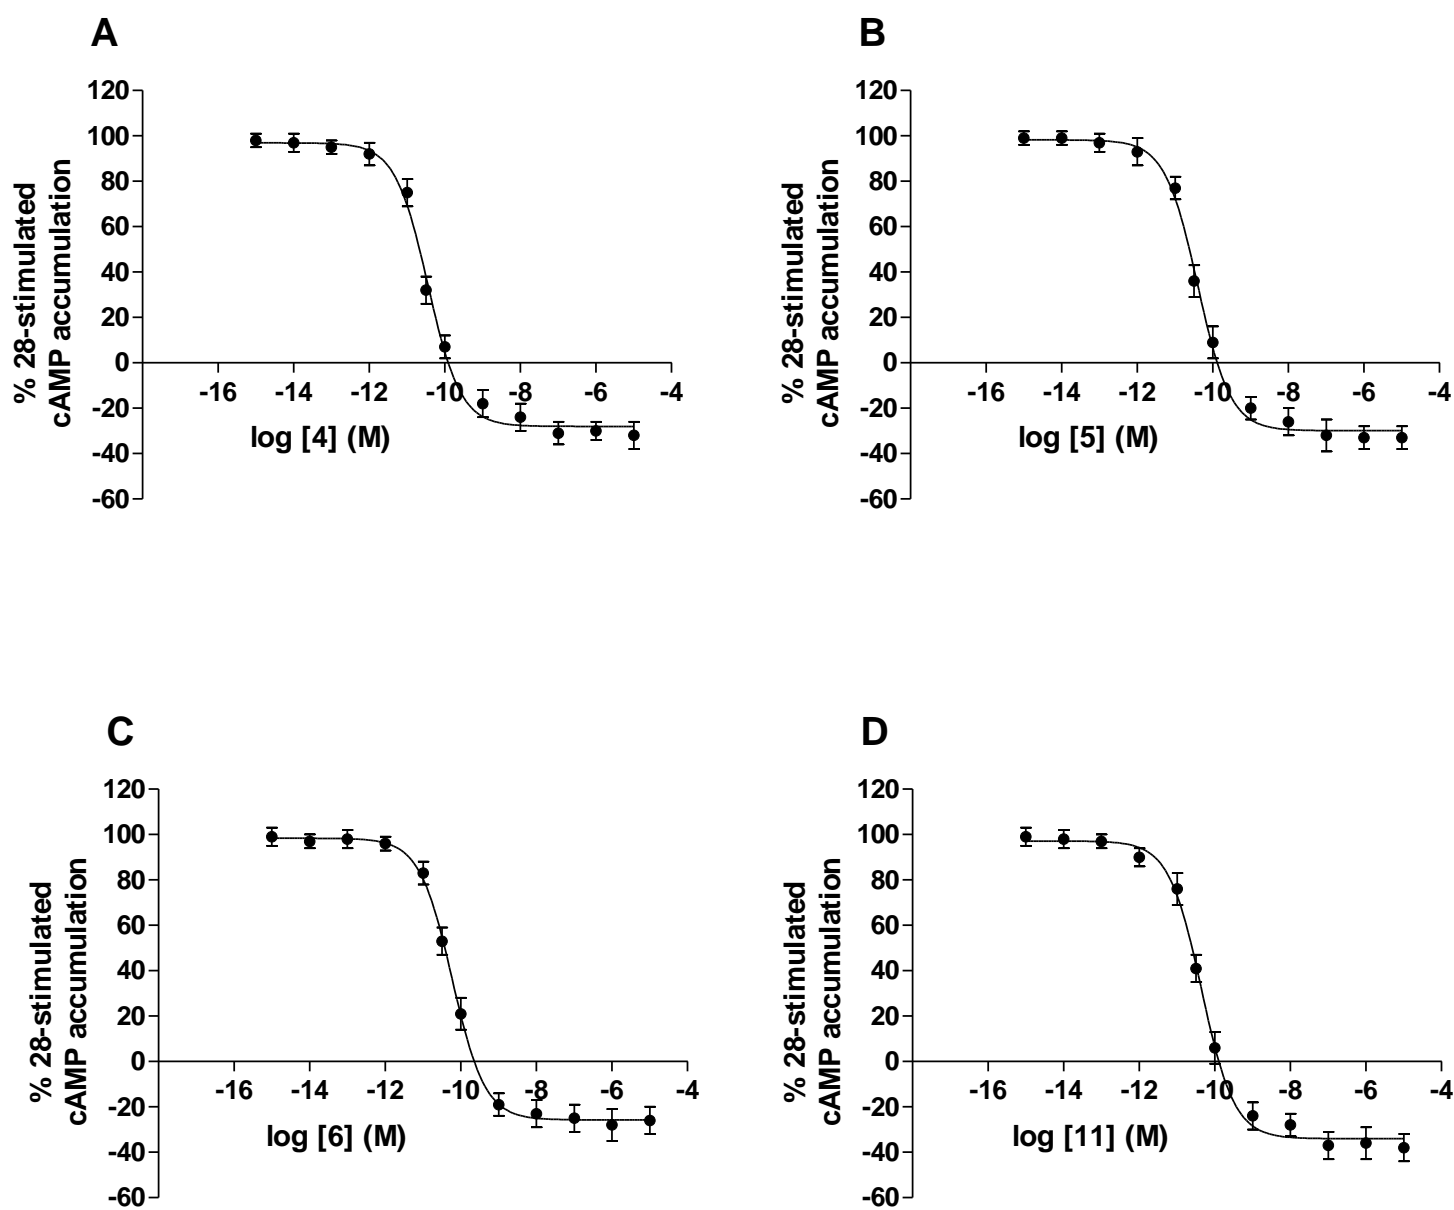 A
120
100
80
60
40
20
0
-20
-40
-60
% 28-stimulated
cAMP accumulation
-16 -14 -12 -10 -8 -6 -4
log [4] (M)
B
120
100
80
60
40
20
0
-20
-40
-60
% 28-stimulated
cAMP accumulation
-16 -14 -12 -10 -8 -6 -4
log [5] (M)
C
120
100
80
60
40
20
0
-20
-40
-60
% 28-stimulated
cAMP accumulation
-16 -14 -12 -10 -8 -6 -4
log [6] (M)
D
120
100
80
60
40
20
0
-20
-40
-60
% 28-stimulated
cAMP accumulation
-16 -14 -12 -10 -8 -6 -4
log [11] (M)